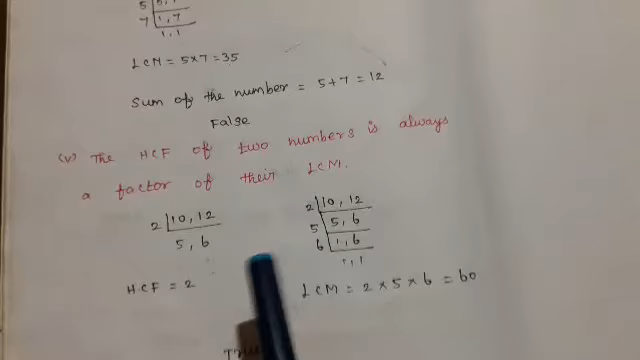 5 | 5, 7
7 | 1, 7
1, 1
LCM = 5 × 7 = 35
Sum of the number = 5 + 7 = 12
False
(v) The HCF of two numbers is always
a factor of their LCM.
2 | 10, 12
5, 6
HCF = 2
2 | 10, 12
5 | 5, 6
6 | 1, 6
1, 1
LCM = 2 × 5 × 6 = 60